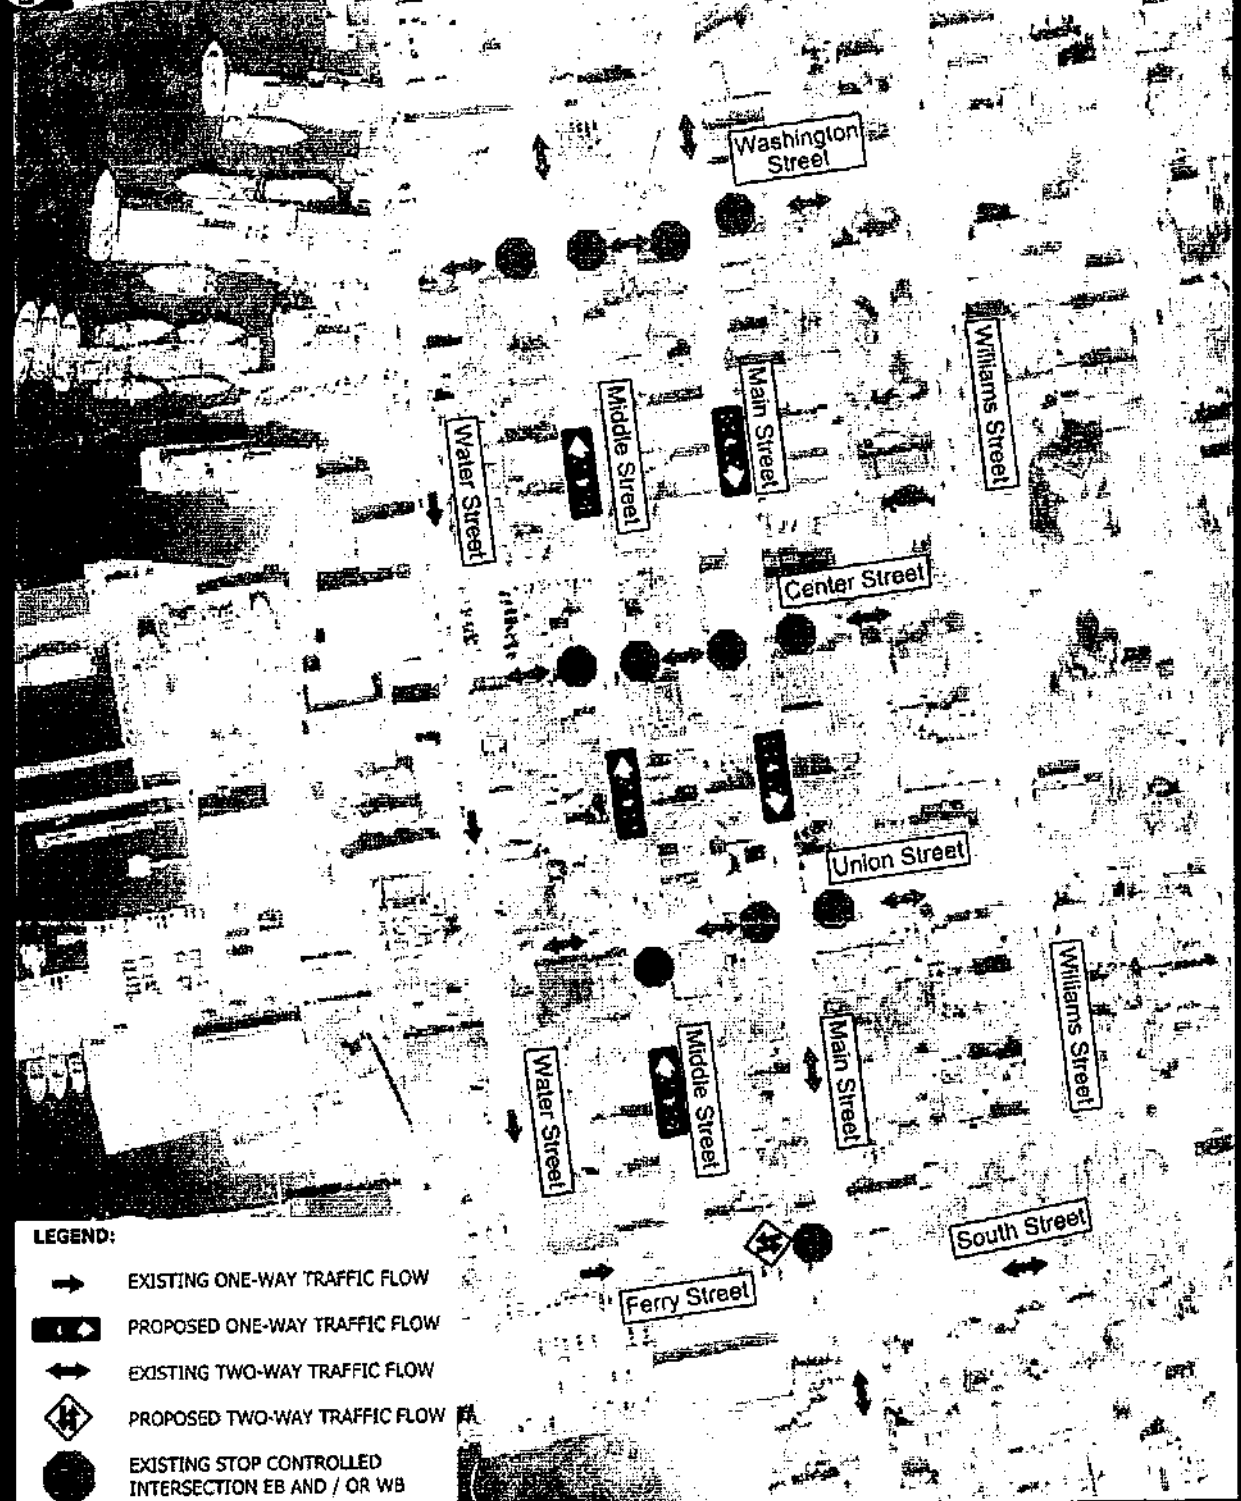 Washington
Street
Williams Street
Main Street
Middle Street
Water Street
Center Street
Union Street
Williams Street
Main Street
Middle Street
Water Street
South Street
Ferry Street
LEGEND:
EXISTING ONE-WAY TRAFFIC FLOW
PROPOSED ONE-WAY TRAFFIC FLOW
EXISTING TWO-WAY TRAFFIC FLOW
PROPOSED TWO-WAY TRAFFIC FLOW
EXISTING STOP CONTROLLED
INTERSECTION EB AND / OR WB